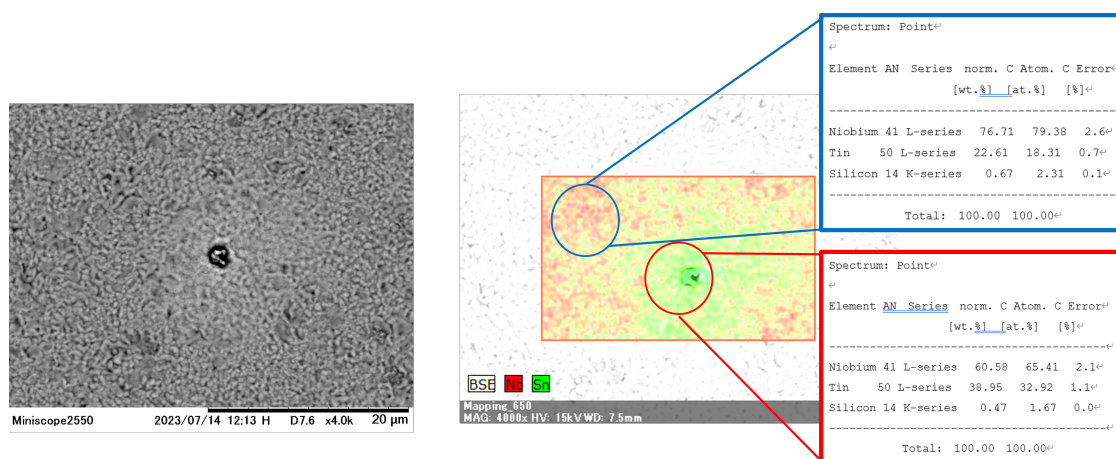 Miniscope2550 2023/07/14 12:13 H D7.6 x4.0k 20 µm
BSE Nb Sn
Mapping_650
MAG: 4000x HV: 15kV WD: 7.5mm
Spectrum: Point↵
↵
Element AN Series norm. C Atom. C Error↵
[wt.%] [at.%] [%]↵
-----------------------------------------------
Niobium 41 L-series 76.71 79.38 2.6↵
Tin 50 L-series 22.61 18.31 0.7↵
Silicon 14 K-series 0.67 2.31 0.1↵
-----------------------------------------------
Total: 100.00 100.00↵
Spectrum: Point↵
↵
Element AN Series norm. C Atom. C Error↵
[wt.%] [at.%] [%]↵
-----------------------------------------------↵
Niobium 41 L-series 60.58 65.41 2.1↵
Tin 50 L-series 38.95 32.92 1.1↵
Silicon 14 K-series 0.47 1.67 0.0↵
-----------------------------------------------↵
Total: 100.00 100.00↵